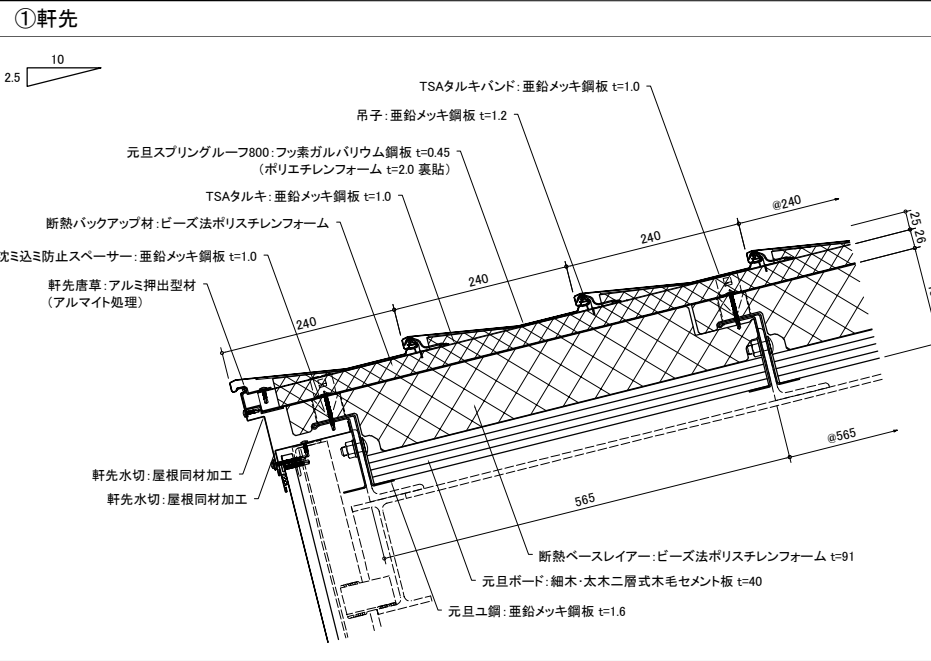 ①軒先
10
2.5
TSAタルキバンド:亜鉛メッキ鋼板 t=1.0
吊子:亜鉛メッキ鋼板 t=1.2
元旦スプリングルーフ800:フッ素ガルバリウム鋼板 t=0.45
(ポリエチレンフォーム t=2.0 裏貼)
TSAタルキ:亜鉛メッキ鋼板 t=1.0
断熱バックアップ材:ビーズ法ポリスチレンフォーム
沈ミ込ミ防止スペーサー:亜鉛メッキ鋼板 t=1.0
軒先唐草:アルミ押出型材
(アルマイト処理)
@240
240
240
240
25
26
軒先水切:屋根同材加工
軒先水切:屋根同材加工
@565
565
断熱ベースレイアー:ビーズ法ポリスチレンフォーム t=91
元旦ボード:細木・太木二層式木毛セメント板 t=40
元旦ユ鋼:亜鉛メッキ鋼板 t=1.6